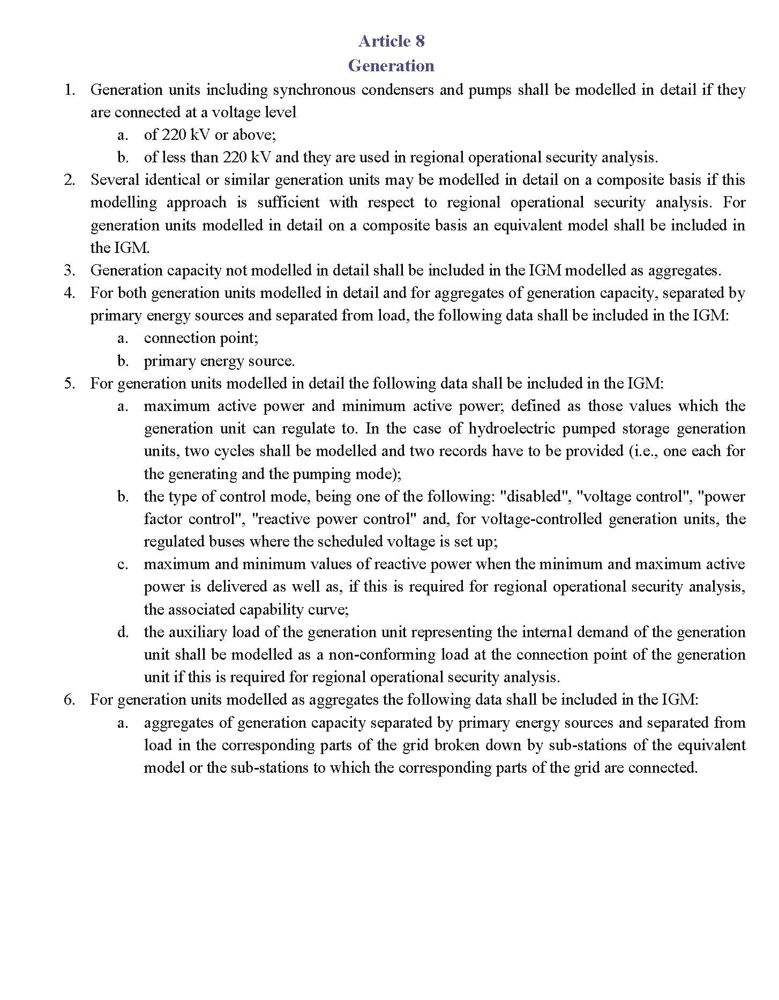 Article 8
Generation
1. Generation units including synchronous condensers and pumps shall be modelled in detail if they
are connected at a voltage level
a. of 220 kV or above;
b. of less than 220 kV and they are used in regional operational security analysis.
2. Several identical or similar generation units may be modelled in detail on a composite basis if this
modelling approach is sufficient with respect to regional operational security analysis. For
generation units modelled in detail on a composite basis an equivalent model shall be included in
the IGM.
3. Generation capacity not modelled in detail shall be included in the IGM modelled as aggregates.
4. For both generation units modelled in detail and for aggregates of generation capacity, separated by
primary energy sources and separated from load, the following data shall be included in the IGM:
a. connection point;
b. primary energy source.
5. For generation units modelled in detail the following data shall be included in the IGM:
a. maximum active power and minimum active power; defined as those values which the
generation unit can regulate to. In the case of hydroelectric pumped storage generation
units, two cycles shall be modelled and two records have to be provided (i.e., one each for
the generating and the pumping mode);
b. the type of control mode, being one of the following: "disabled", "voltage control", "power
factor control", "reactive power control" and, for voltage-controlled generation units, the
regulated buses where the scheduled voltage is set up;
c. maximum and minimum values of reactive power when the minimum and maximum active
power is delivered as well as, if this is required for regional operational security analysis,
the associated capability curve;
d. the auxiliary load of the generation unit representing the internal demand of the generation
unit shall be modelled as a non-conforming load at the connection point of the generation
unit if this is required for regional operational security analysis.
6. For generation units modelled as aggregates the following data shall be included in the IGM:
a. aggregates of generation capacity separated by primary energy sources and separated from
load in the corresponding parts of the grid broken down by sub-stations of the equivalent
model or the sub-stations to which the corresponding parts of the grid are connected.